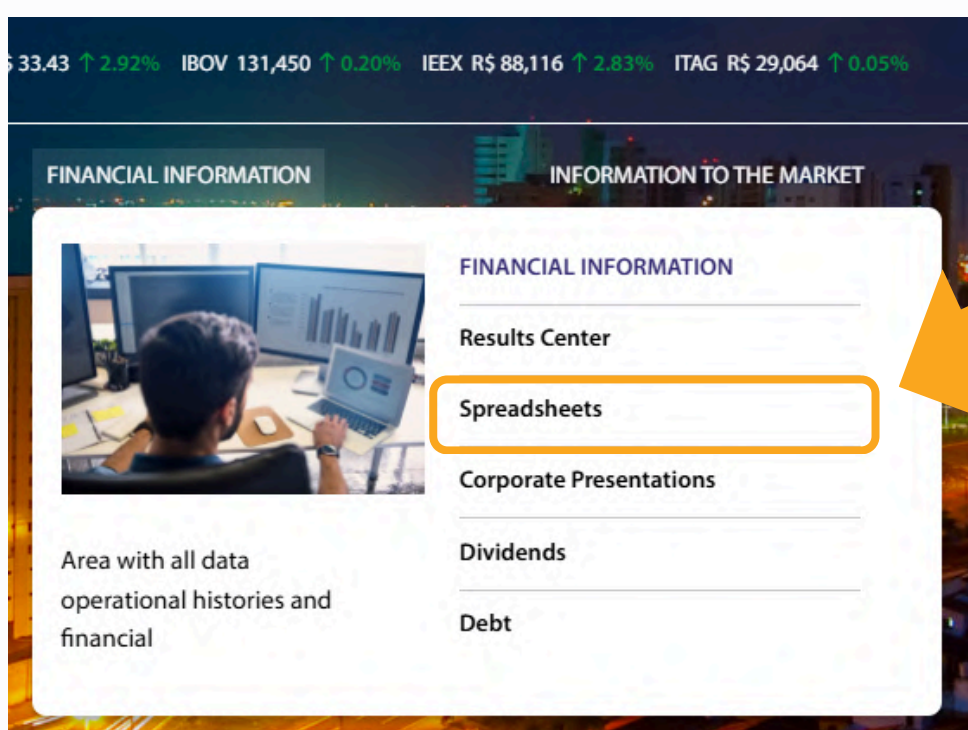 33.43 ↑ 2.92% IBOV 131,450 ↑ 0.20% IEEX R$ 88,116 ↑ 2.83% ITAG R$ 29,064 ↑ 0.05%
FINANCIAL INFORMATION INFORMATION TO THE MARKET
FINANCIAL INFORMATION
Results Center
Spreadsheets
Corporate Presentations
Dividends
Debt
Area with all data
operational histories and
financial